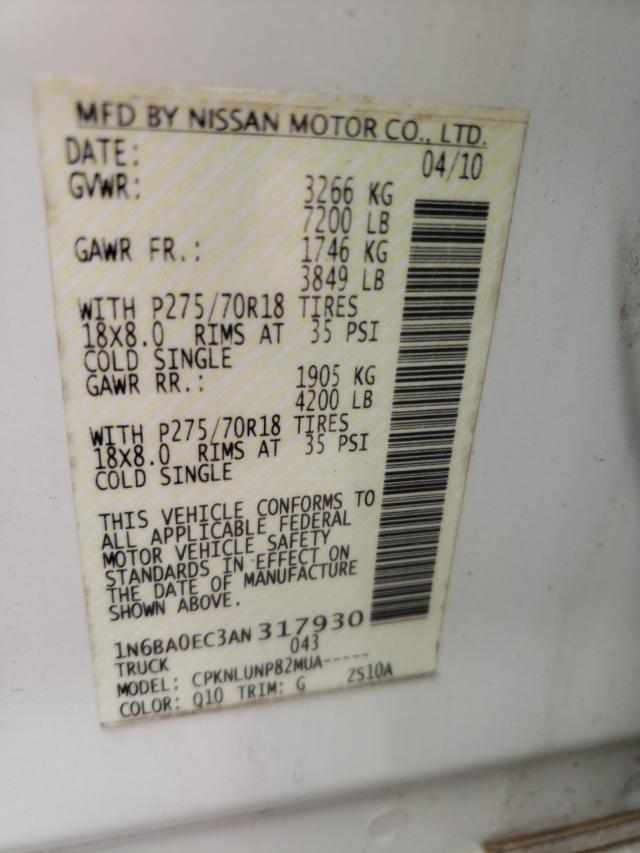 MFD BY NISSAN MOTOR CO., LTD.
DATE: 04/10
GVWR: 3266 KG
7200 LB
GAWR FR.: 1746 KG
3849 LB
WITH P275/70R18 TIRES
18X8.0 RIMS AT 35 PSI
COLD SINGLE
GAWR RR.: 1905 KG
4200 LB
WITH P275/70R18 TIRES
18X8.0 RIMS AT 35 PSI
COLD SINGLE
THIS VEHICLE CONFORMS TO
ALL APPLICABLE FEDERAL
MOTOR VEHICLE SAFETY
STANDARDS IN EFFECT ON
THE DATE OF MANUFACTURE
SHOWN ABOVE.
1N6BA0EC3AN 317930
TRUCK 043
MODEL: CPKNLUNP82MUA-----
COLOR: Q10 TRIM: G ZS10A